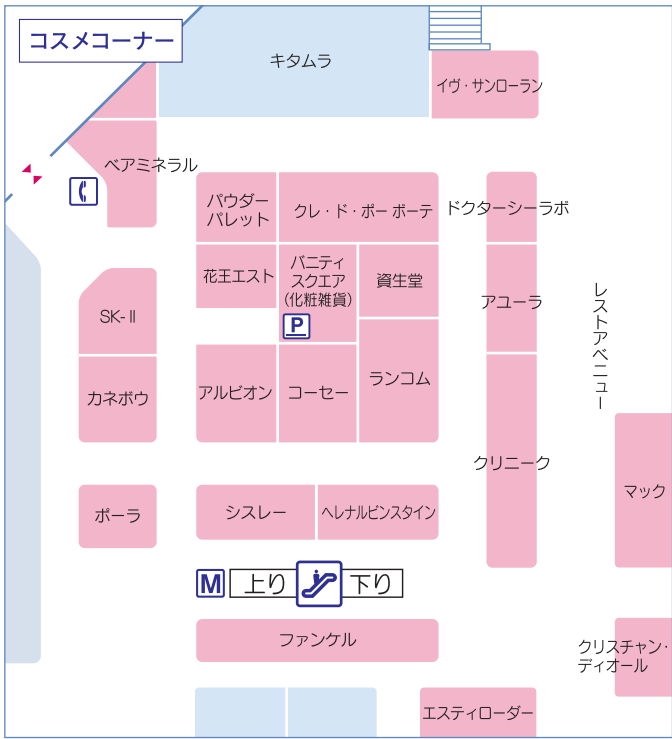 コスメコーナー
キタムラ
イヴ・サンローラン
ベアミネラル
パウダー
パレット
クレ・ド・ポー ボーテ
ドクターシーラボ
花王エスト
バニティ
スクエア
(化粧雑貨)
P
資生堂
アユーラ
レストアベニュー
SK-Ⅱ
カネボウ
アルビオン
コーセー
ランコム
クリニーク
マック
ポーラ
シスレー
ヘレナルビンスタイン
M
上り
下り
ファンケル
クリスチャン・
ディオール
エスティローダー